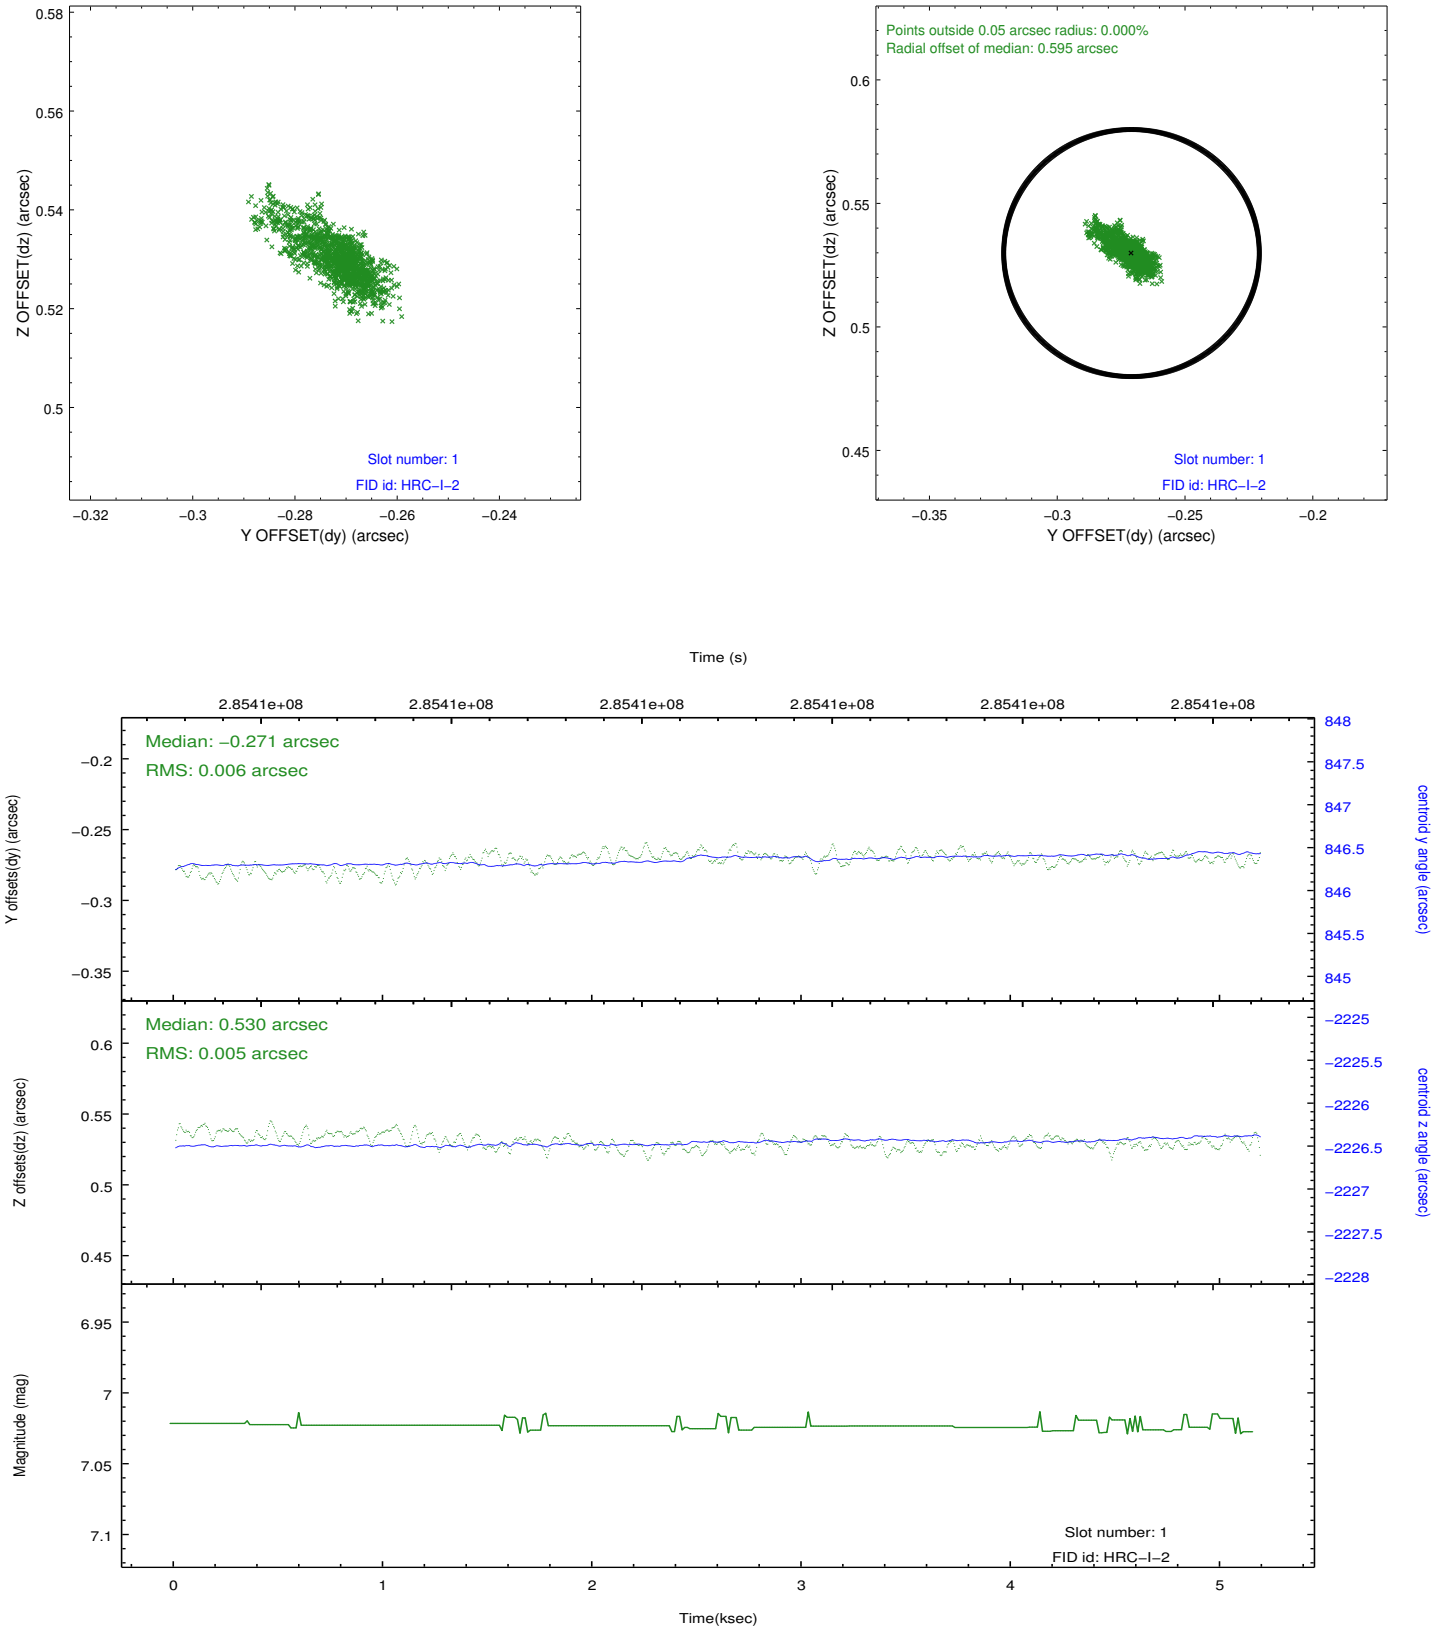 0.58
0.56
0.54
0.52
0.5
Z OFFSET(dz) (arcsec)
Slot number: 1
FID id: HRC−I−2
−0.32
−0.3
−0.28
−0.26
−0.24
Y OFFSET(dy) (arcsec)
Points outside 0.05 arcsec radius: 0.000%
Radial offset of median: 0.595 arcsec
0.6
0.55
0.5
0.45
Z OFFSET(dz) (arcsec)
Slot number: 1
FID id: HRC−I−2
−0.35
−0.3
−0.25
−0.2
Y OFFSET(dy) (arcsec)
Time (s)
2.8541e+08
2.8541e+08
2.8541e+08
2.8541e+08
2.8541e+08
2.8541e+08
Median: −0.271 arcsec
RMS: 0.006 arcsec
−0.2
−0.25
−0.3
−0.35
Y offsets(dy) (arcsec)
848
847.5
847
846.5
846
845.5
845
centroid y angle (arcsec)
Median: 0.530 arcsec
RMS: 0.005 arcsec
0.6
0.55
0.5
0.45
Z offsets(dz) (arcsec)
−2225
−2225.5
−2226
−2226.5
−2227
−2227.5
−2228
centroid z angle (arcsec)
6.95
7
7.05
7.1
Magnitude (mag)
Slot number: 1
FID id: HRC−I−2
0
1
2
3
4
5
Time(ksec)